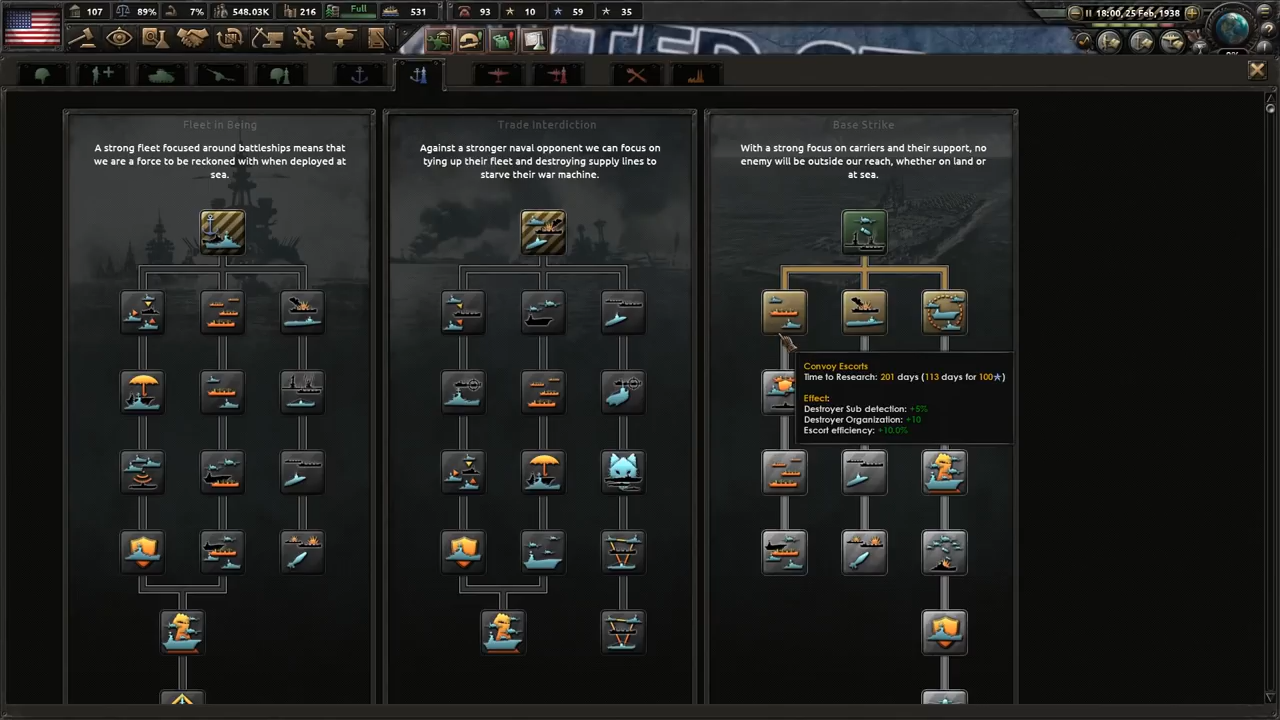 107 89% 7% 548.03K 216 Full 531 93 10 59 35 18:00, 25 Feb, 1938
Fleet in Being
A strong fleet focused around battleships means that
we are a force to be reckoned with when deployed at
sea.
Trade Interdiction
Against a stronger naval opponent we can focus on
tying up their fleet and destroying supply lines to
starve their war machine.
Base Strike
With a strong focus on carriers and their support, no
enemy will be outside our reach, whether on land or
at sea.
Convoy Escorts
Time to Research: 201 days (113 days for 100★)
Effect:
Destroyer Sub detection: +5%
Destroyer Organization: +10
Escort efficiency: +10.0%